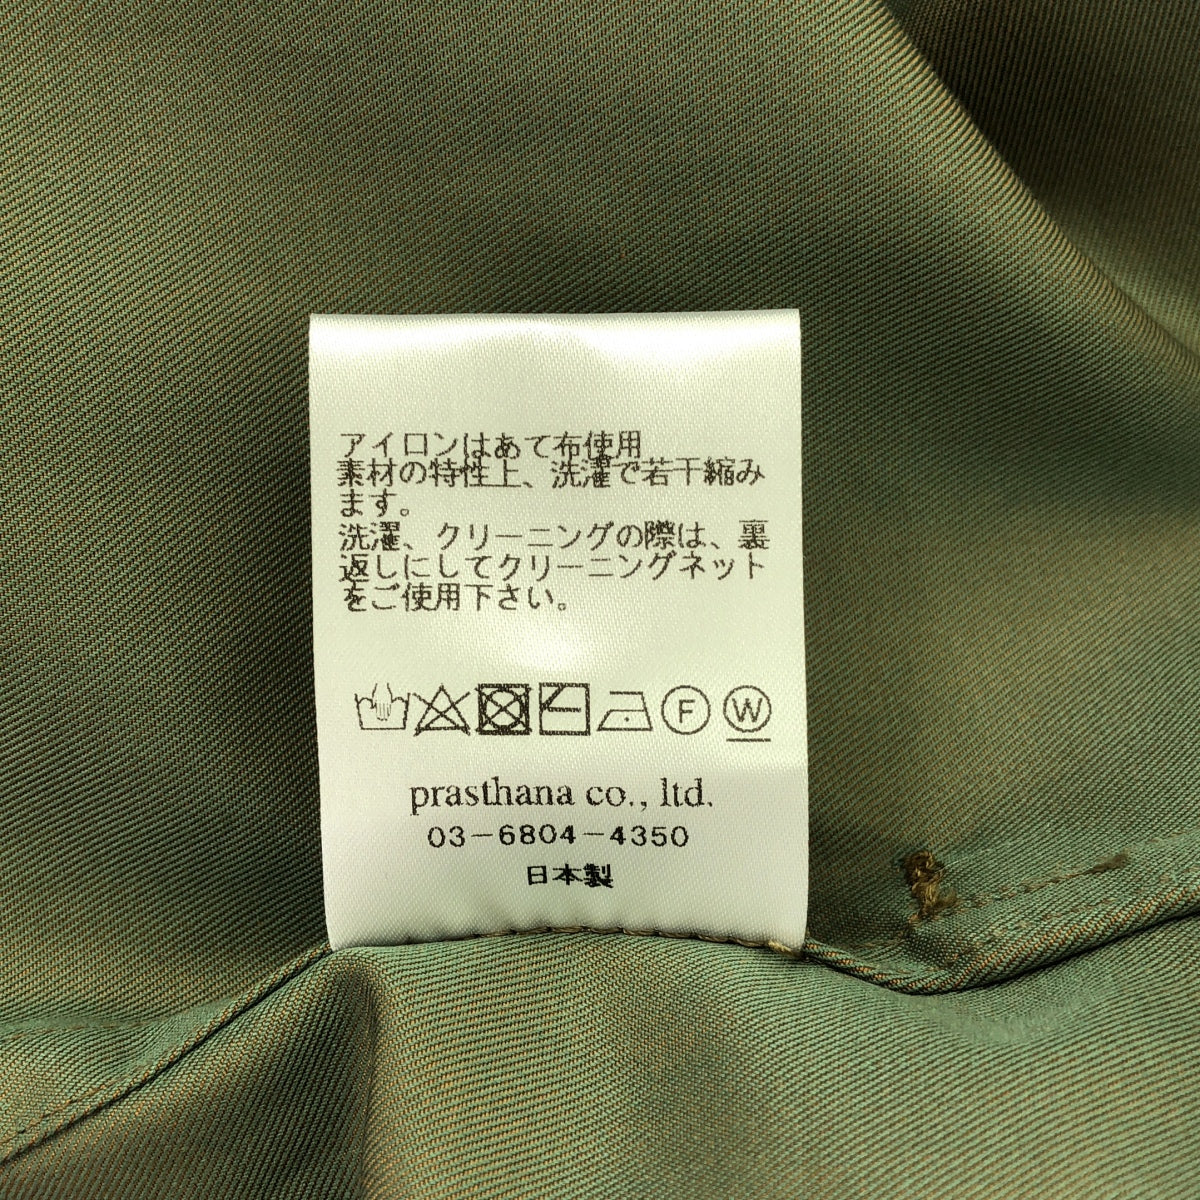 アイロンはあて布使用
素材の特性上、洗濯で若干縮み
ます。
洗濯、クリーニングの際は、裏
返しにしてクリーニングネット
をご使用下さい。
F W
prasthana co., ltd.
03-6804-4350
日本製